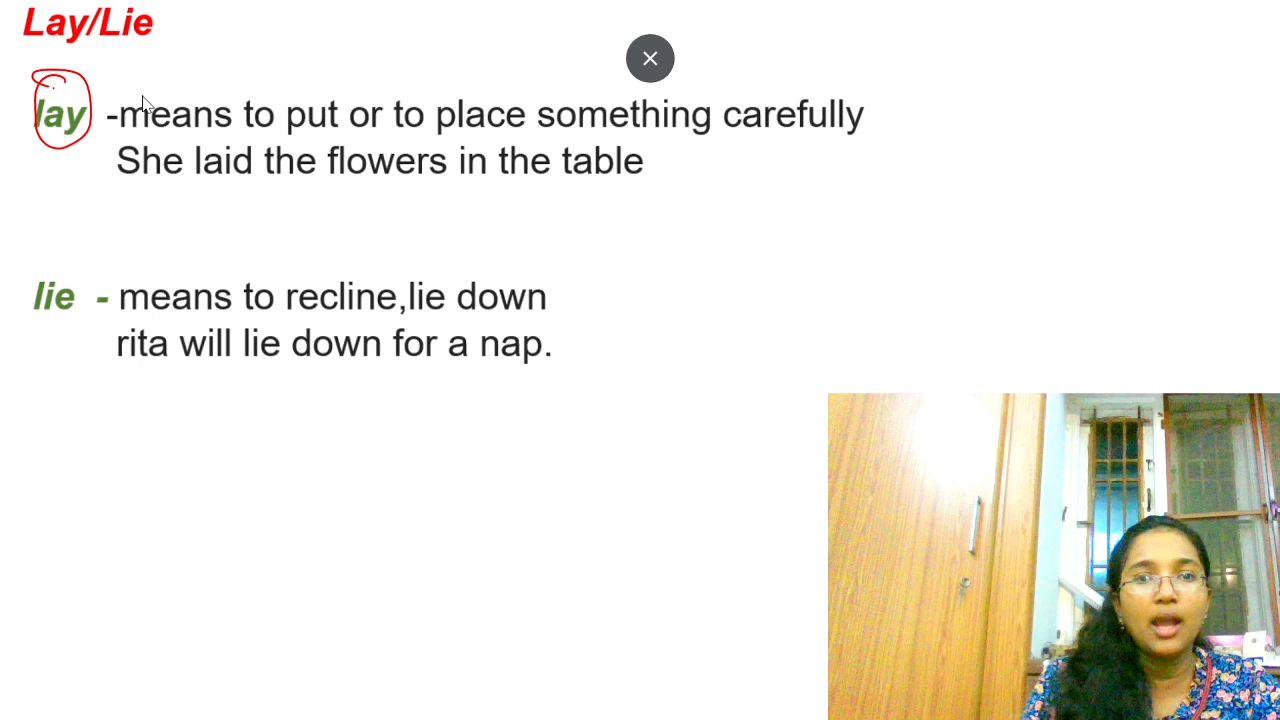 Lay/Lie
lay -means to put or to place something carefully
She laid the flowers in the table
lie - means to recline,lie down
rita will lie down for a nap.